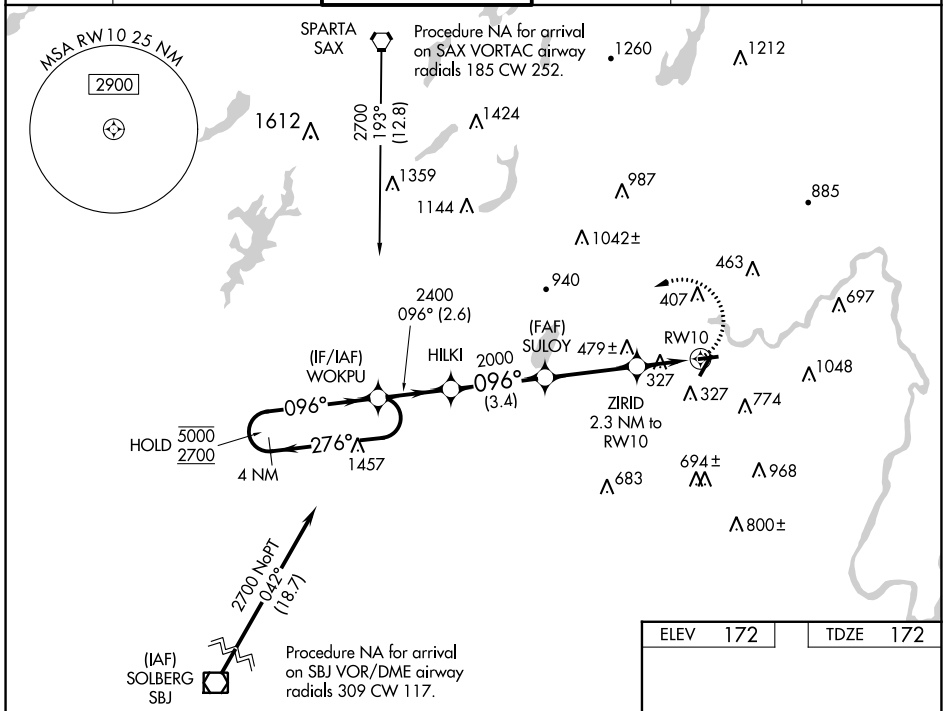 MSA RW10 25 NM
2900
SPARTA
SAX
Procedure NA for arrival
on SAX VORTAC airway
radials 185 CW 252.
1260
1212
1612
2700
193°
(12.8)
1424
1359
1144
987
885
1042±
463
940
407
697
2400
096° (2.6)
(IF/IAF)
WOKPU
HILKI
2000
096°
(3.4)
(FAF)
SULOY
479±
RW10
327
ZIRID
2.3 NM to
RW10
327
1048
774
096°
HOLD 5000
2700
276°
4 NM
1457
683
694±
968
800±
2700 NoPT
042°
(18.7)
(IAF)
SOLBERG
SBJ
Procedure NA for arrival
on SBJ VOR/DME airway
radials 309 CW 117.
ELEV 172
TDZE 172